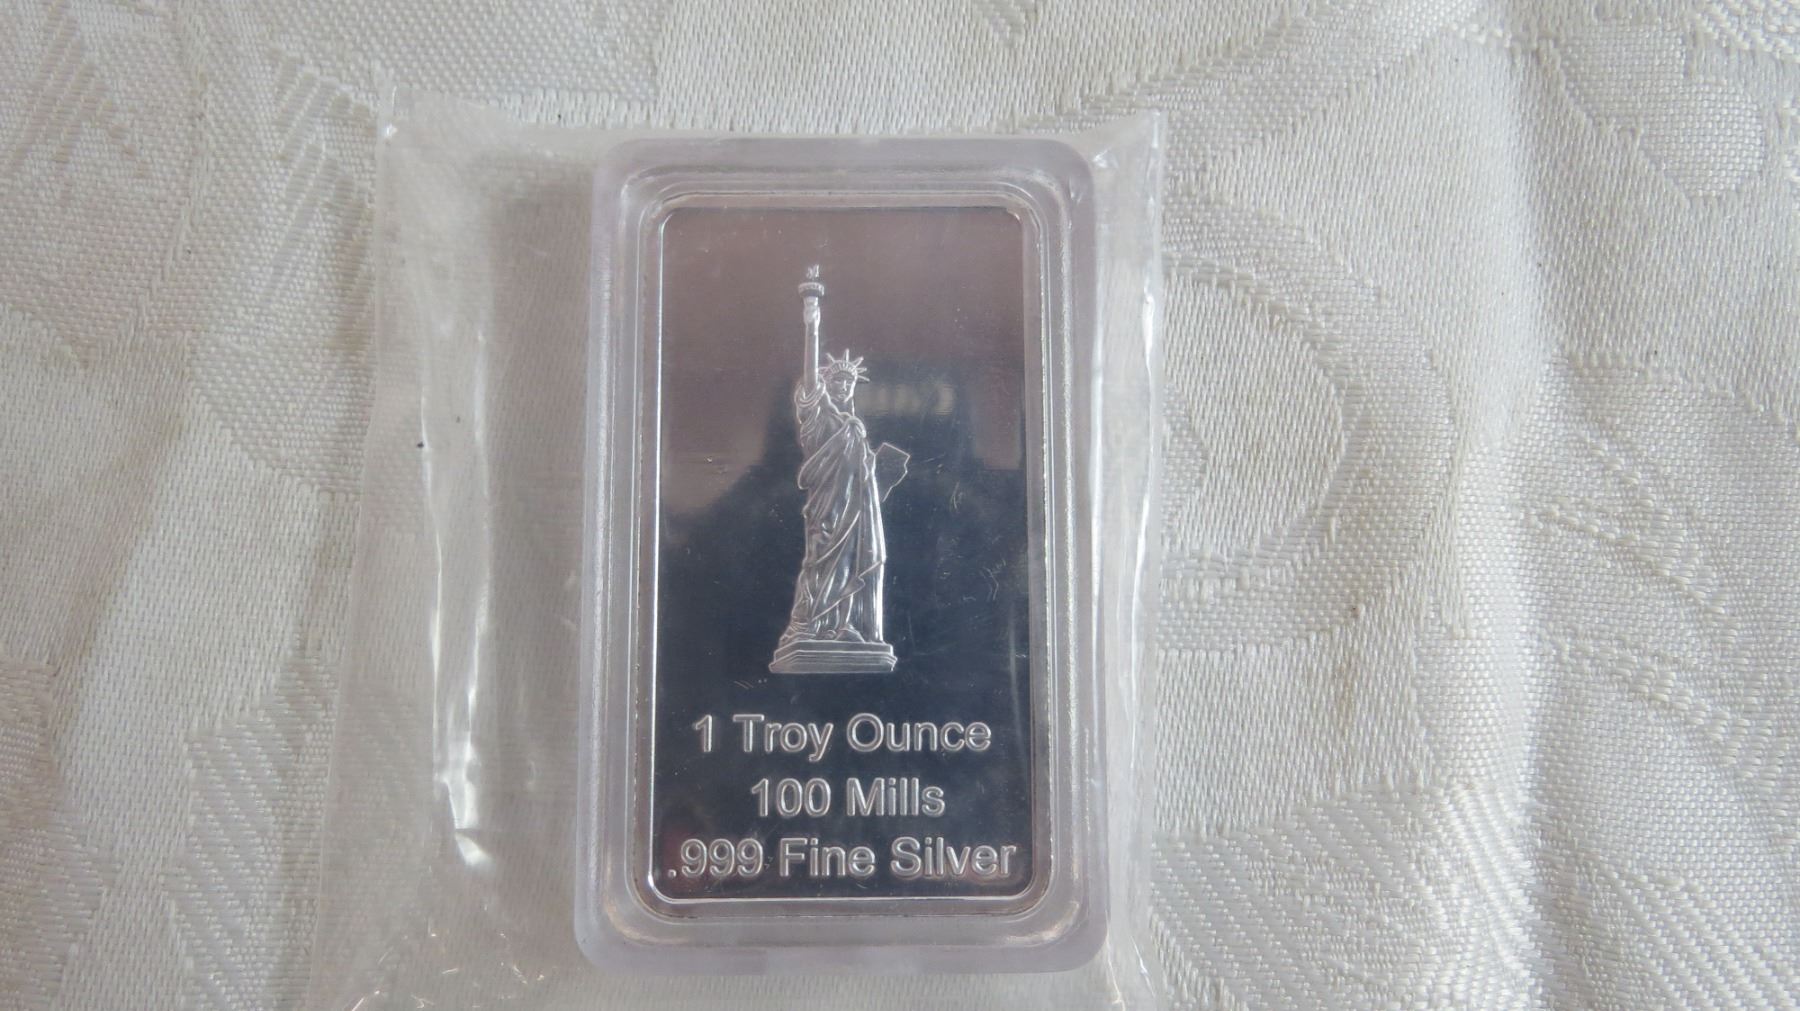 1 Troy Ounce
100 Mills
.999 Fine Silver